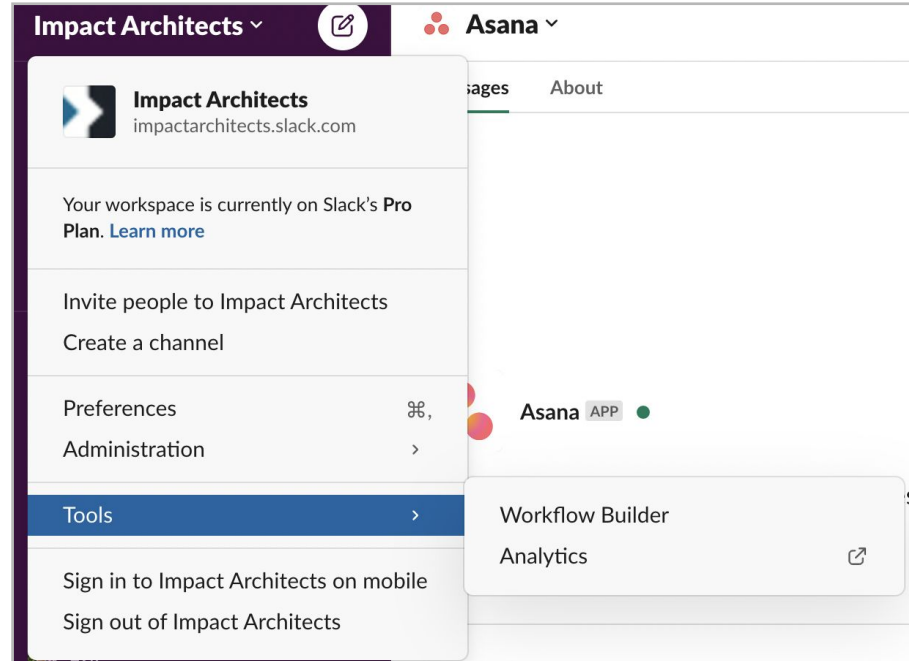 Impact Architects
Asana
Impact Architects
impactarchitects.slack.com
About
Your workspace is currently on Slack's Pro
Plan. Learn more
Invite people to Impact Architects
Create a channel
Preferences ⌘,
Administration
Asana APP
Tools
Workflow Builder
Analytics
Sign in to Impact Architects on mobile
Sign out of Impact Architects